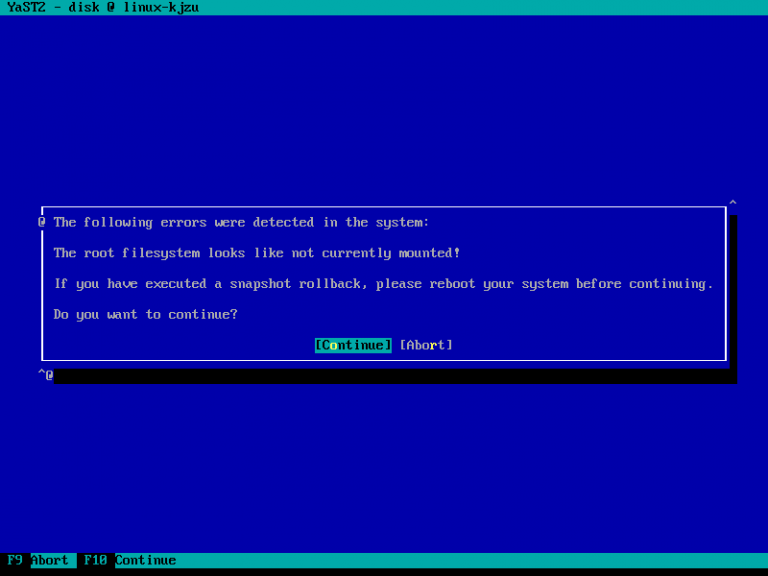 YaST2 - disk @ linux-kjzu
^
@ The following errors were detected in the system:
The root filesystem looks like not currently mounted!
If you have executed a snapshot rollback, please reboot your system before continuing.
Do you want to continue?
[Continue] [Abort]
^@
F9 Abort F10 Continue